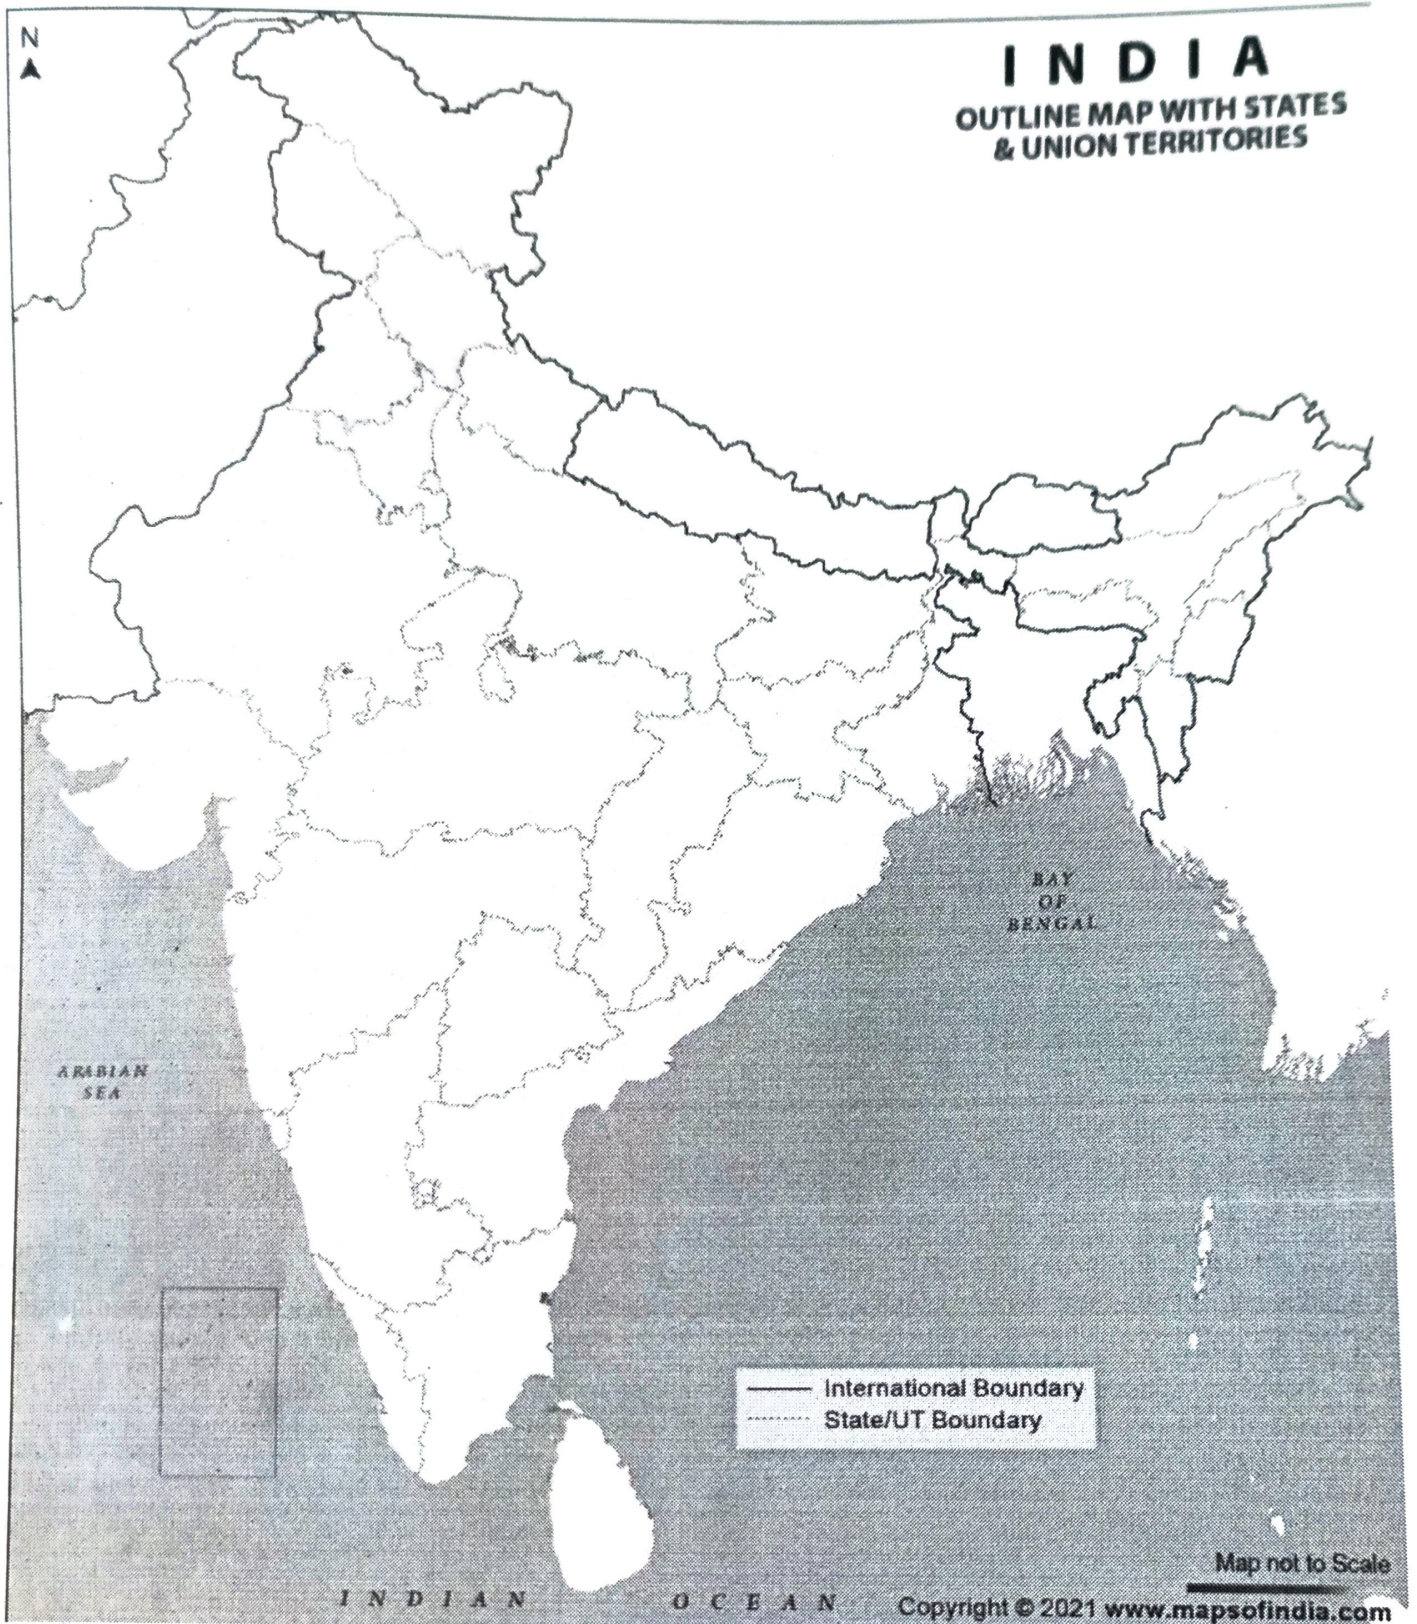 N
INDIA
OUTLINE MAP WITH STATES
& UNION TERRITORIES
BAY
OF
BENGAL
ARABIAN
SEA
International Boundary
State/UT Boundary
Map not to Scale
INDIAN OCEAN
Copyright © 2021 www.mapsofindia.com